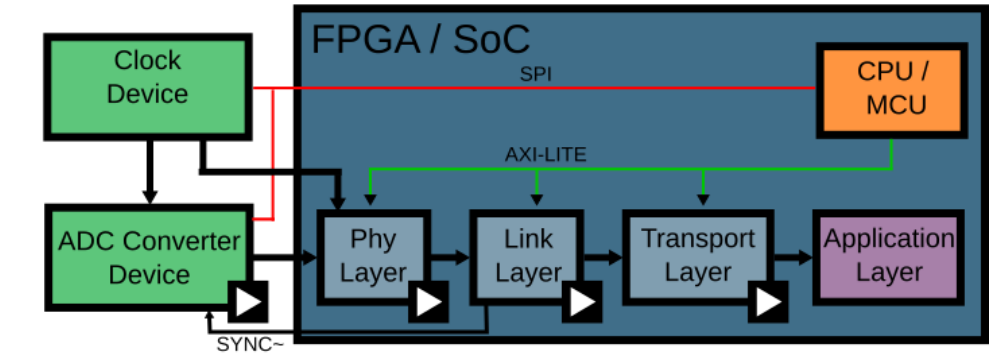 FPGA / SoC
Clock
Device
SPI
CPU /
MCU
AXI-LITE
ADC Converter
Device
Phy
Layer
Link
Layer
Transport
Layer
Application
Layer
SYNC~